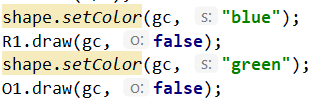 shape.setColor(gc, s: "blue");
R1.draw(gc, o: false);
shape.setColor(gc, s: "green");
O1.draw(gc, o: false);